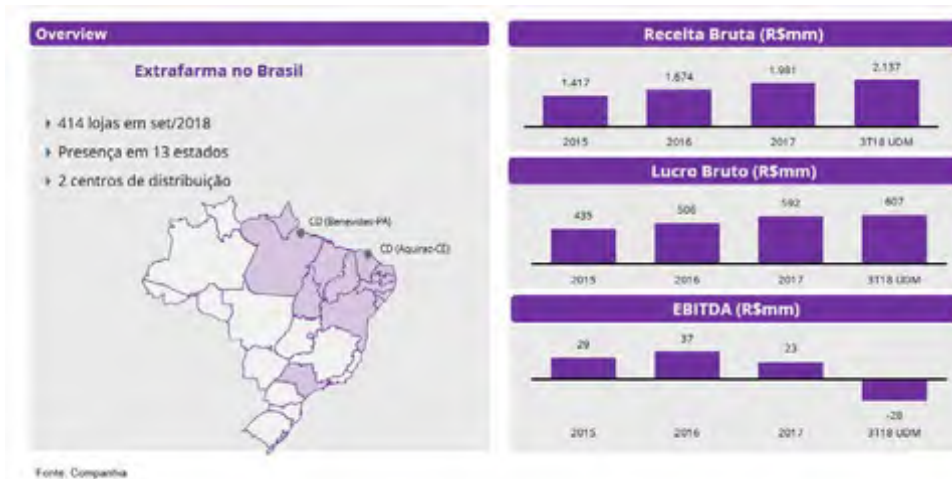 Overview
Extrafarma no Brasil
414 lojas em set/2018
Presença em 13 estados
2 centros de distribuição
CD (Benevides-PA)
CD (Aquiraz-CE)
Fonte: Companhia
Receita Bruta (R$mm)
1.417 1.674 1.981 2.137
2015 2016 2017 3T18 UDM
Lucro Bruto (R$mm)
435 506 592 607
2015 2016 2017 3T18 UDM
EBITDA (R$mm)
29 37 23 -28
2015 2016 2017 3T18 UDM